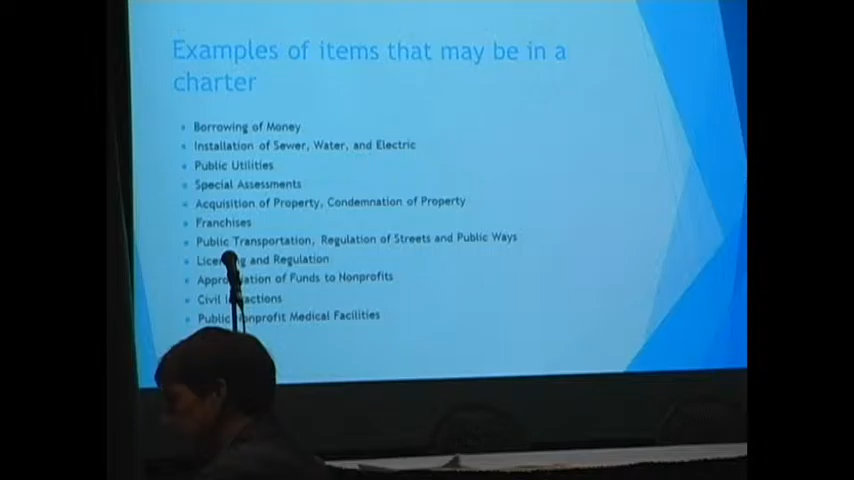 Examples of items that may be in a
charter
Borrowing of Money
Installation of Sewer, Water, and Electric
Public Utilities
Special Assessments
Acquisition of Property, Condemnation of Property
Franchises
Public Transportation, Regulation of Streets and Public Ways
and Regulation
of Funds to Nonprofits
Civil
Public Nonprofit Medical Facilities